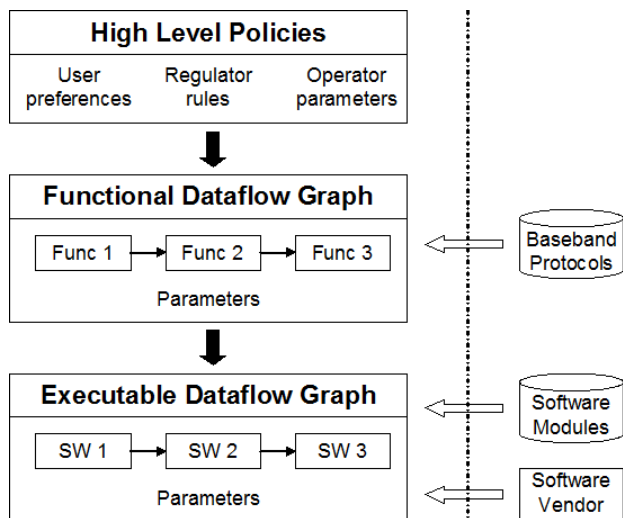 High Level Policies
User preferences
Regulator rules
Operator parameters
Functional Dataflow Graph
Func 1
Func 2
Func 3
Parameters
Baseband Protocols
Executable Dataflow Graph
SW 1
SW 2
SW 3
Parameters
Software Modules
Software Vendor